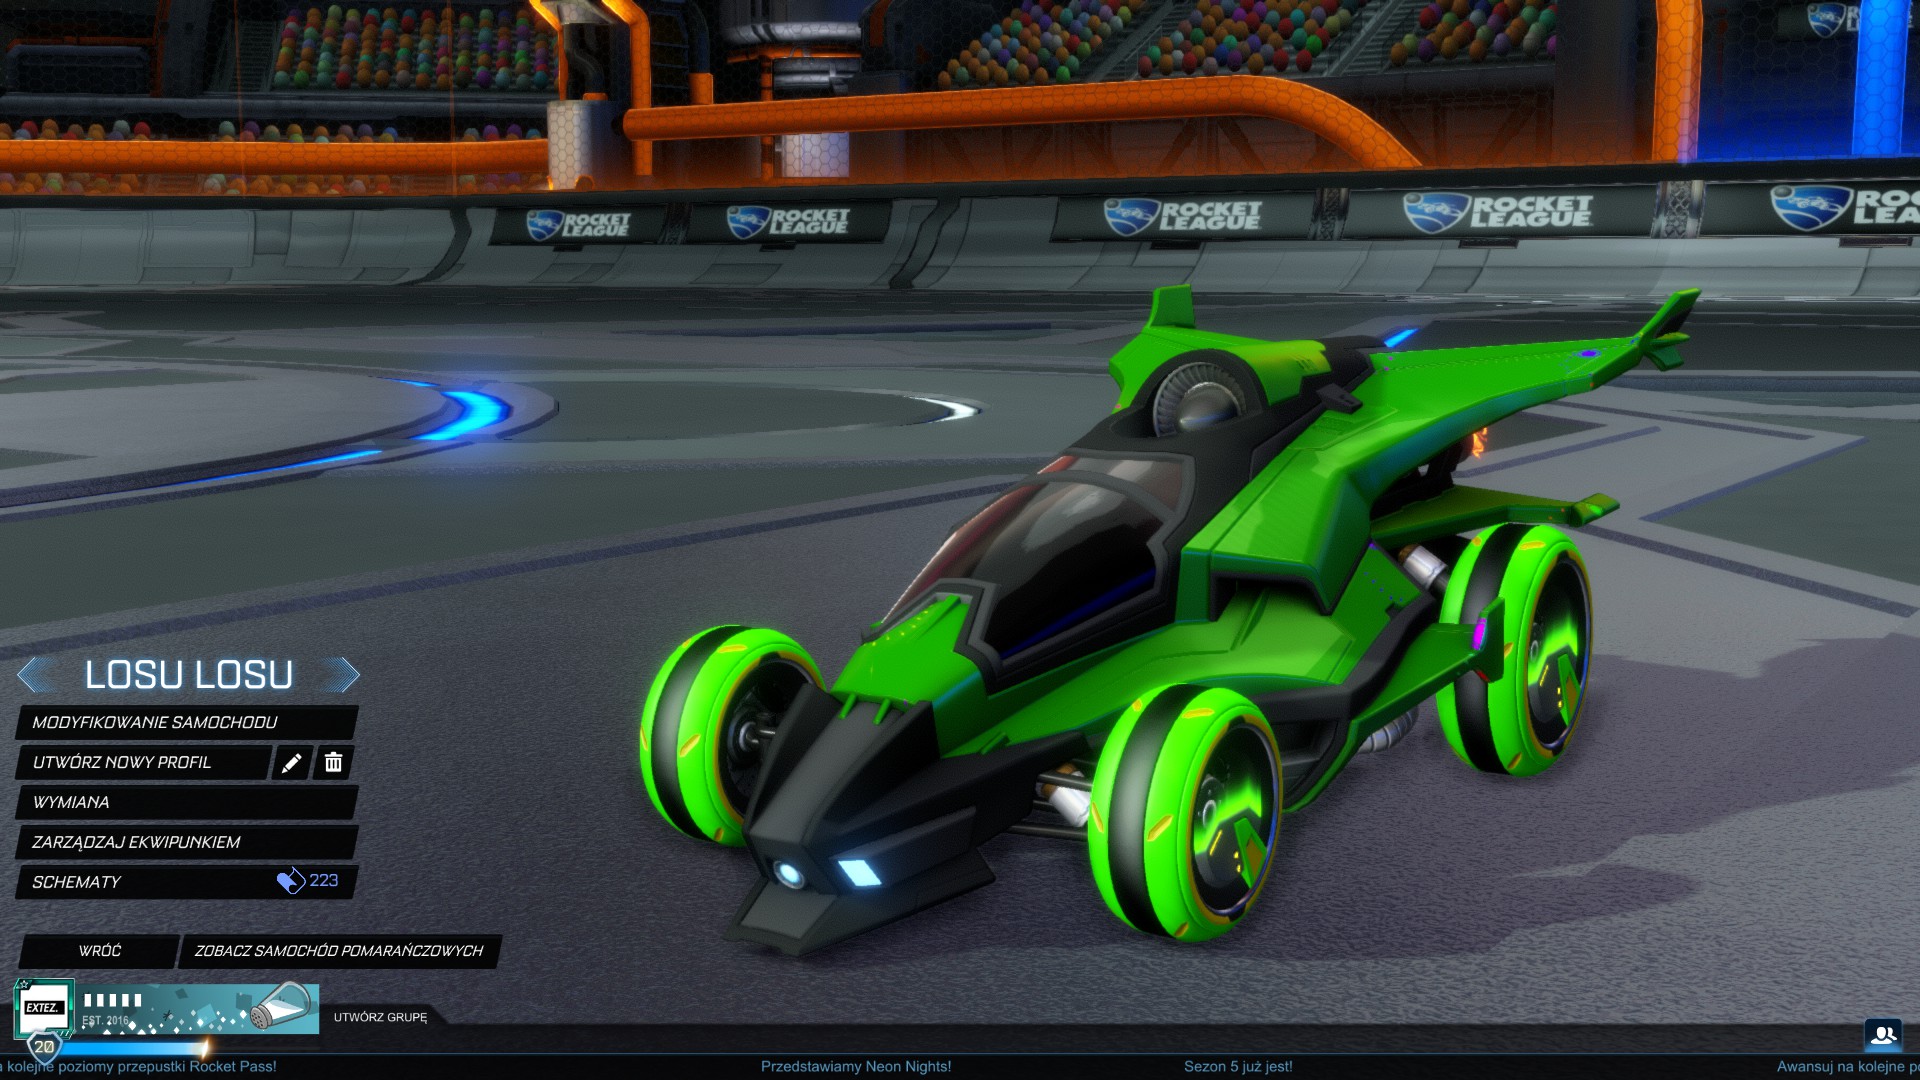 ROCKET
LEAGUE
ROCKET
LEAGUE
ROCKET
LEAGUE
ROCKET
LEAGUE
LOSU LOSU
MODYFIKOWANIE SAMOCHODU
UTWÓRZ NOWY PROFIL
WYMIANA
ZARZĄDZAJ EKWIPUNKIEM
SCHEMATY 223
WRÓĆ ZOBACZ SAMOCHÓD POMARAŃCZOWYCH
EXTEZ.
EST. 2016
UTWÓRZ GRUPĘ
20
a kolejne poziomy przepustki Rocket Pass! Przedstawiamy Neon Nights! Sezon 5 już jest! Awansuj na kolejne